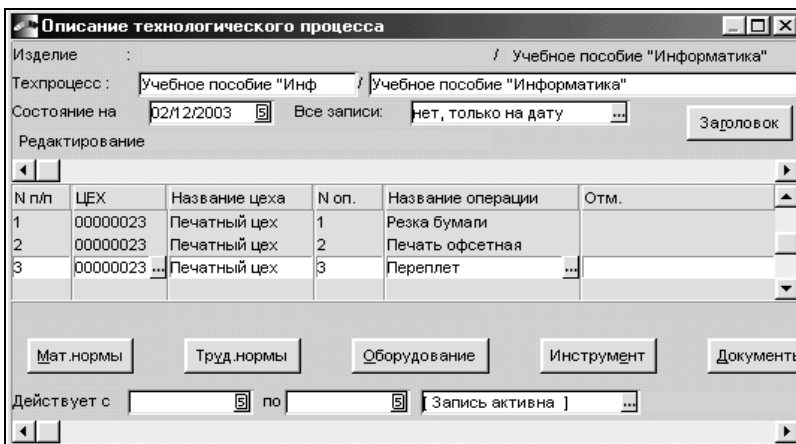 Описание технологического процесса
Изделие : / Учебное пособие "Информатика"
Техпроцесс : Учебное пособие "Инф / Учебное пособие "Информатика"
Состояние на 02/12/2003 5 Все записи: нет, только на дату ... Заголовок
Редактирование
N п/п ЦЕХ Название цеха N оп. Название операции Отм.
1 00000023 Печатный цех 1 Резка бумаги
2 00000023 Печатный цех 2 Печать офсетная
3 00000023 ... Печатный цех 3 Переплет ...
Мат.нормы Труд.нормы Оборудование Инструмент Документы
Действует с 5 по 5 [ Запись активна ] ...